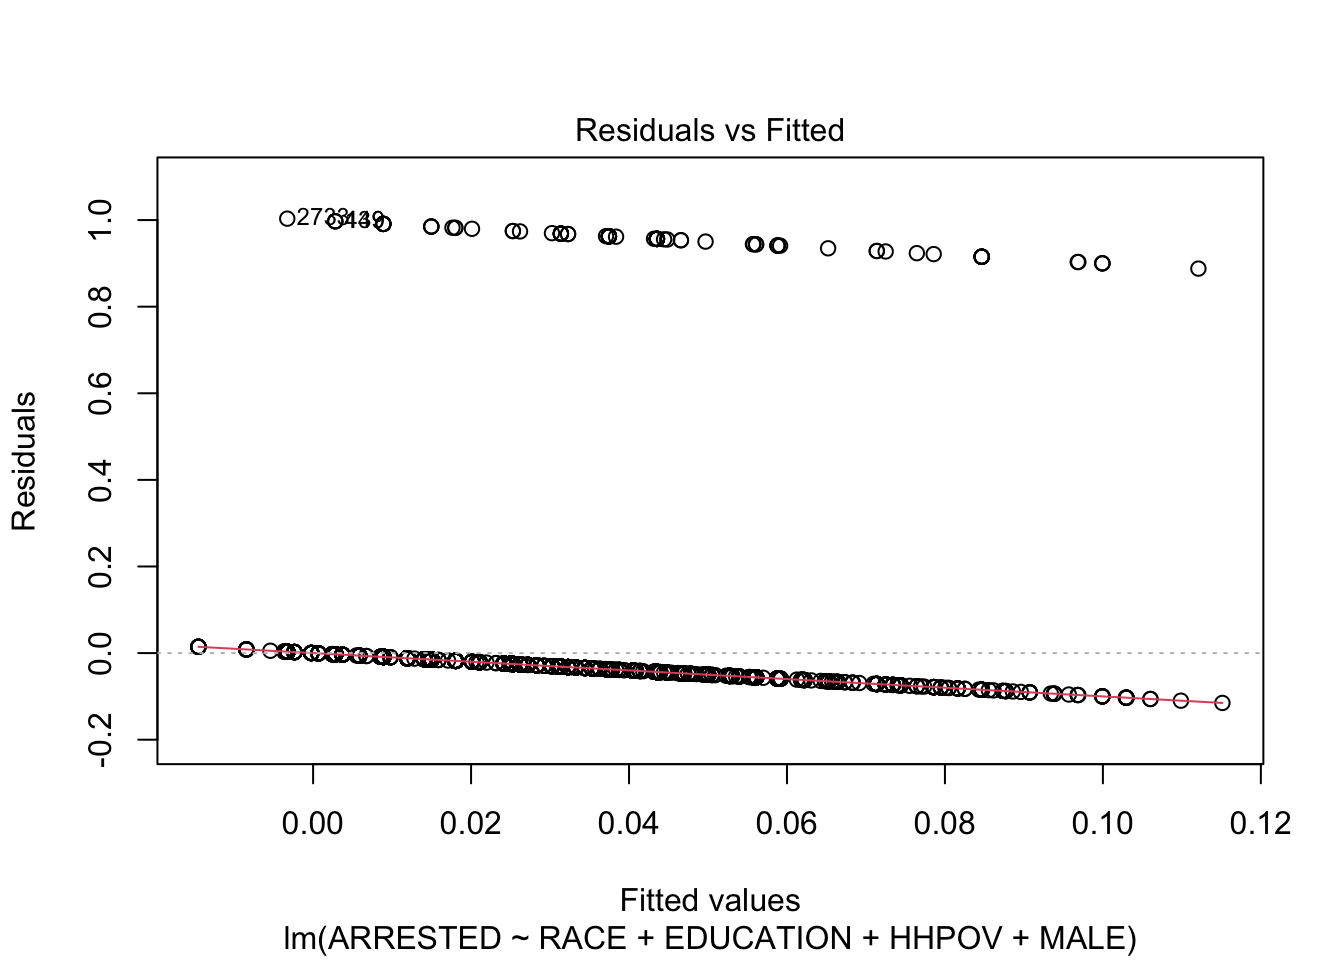 Residuals vs Fitted
Residuals
1.0
0.8
0.6
0.4
0.2
0.0
-0.2
0.00 0.02 0.04 0.06 0.08 0.10 0.12
Fitted values
lm(ARRESTED ~ RACE + EDUCATION + HHPOV + MALE)